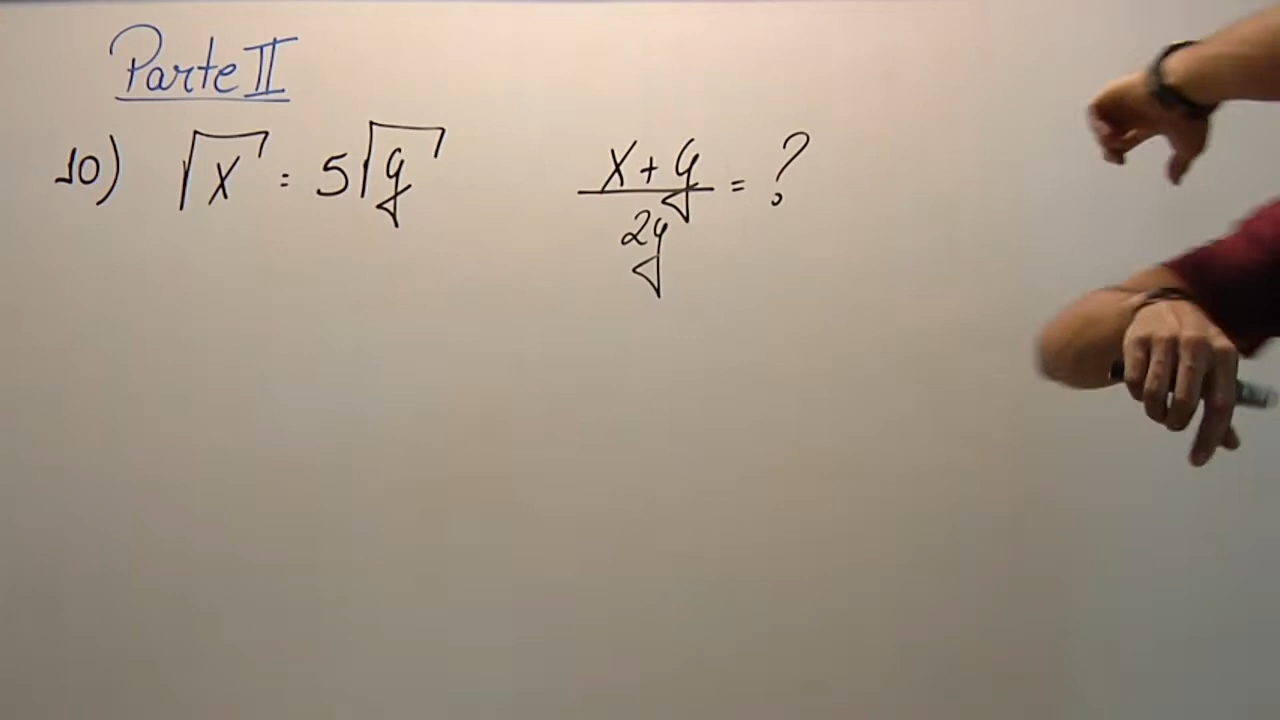 Parte II
10) √x = 5√y
x + y / 2y = ?